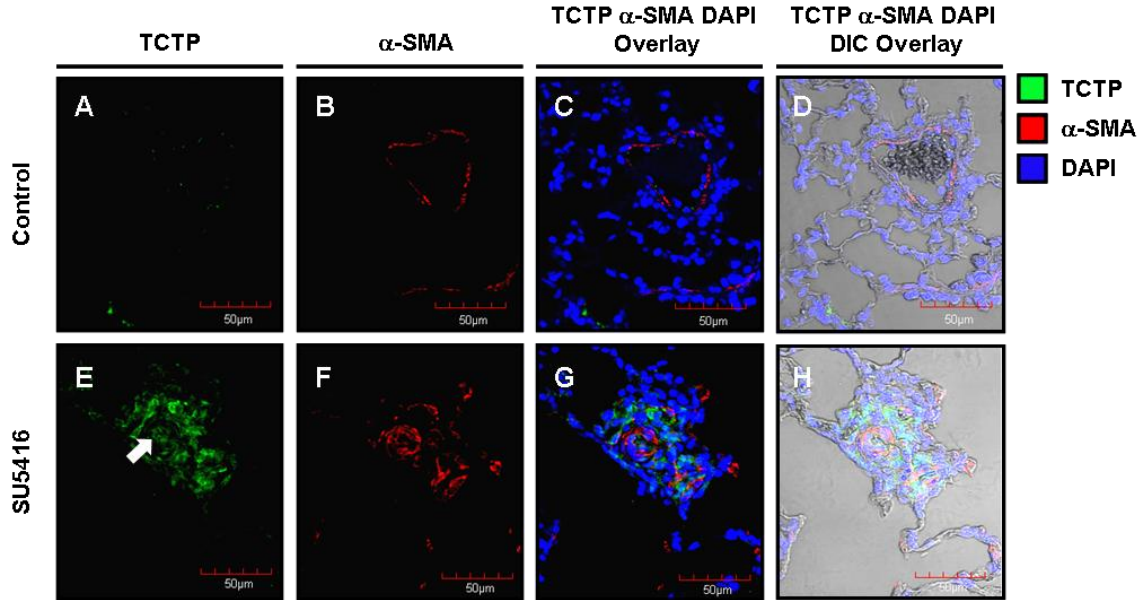 TCTP
α-SMA
TCTP α-SMA DAPI
Overlay
TCTP α-SMA DAPI
DIC Overlay
Control
A
50µm
B
50µm
C
50µm
D
50µm
TCTP
α-SMA
DAPI
SU5416
E
50µm
F
50µm
G
50µm
H
50µm